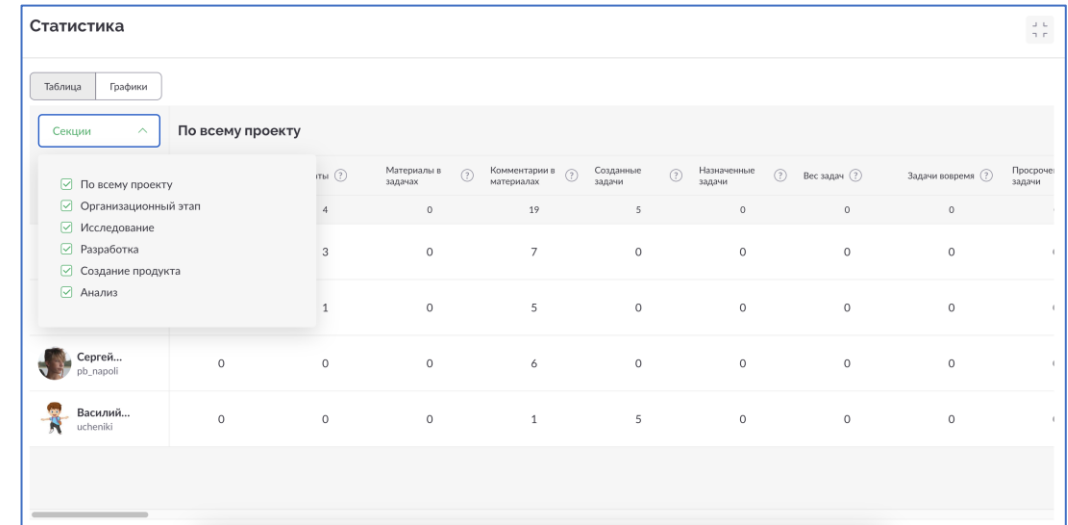 Статистика
Таблица Графики
Секции По всему проекту
ты ? Материалы в задачах ? Комментарии в материалах ? Созданные задачи ? Назначенные задачи ? Вес задач ? Задачи вовремя ? Просроче задачи
По всему проекту
Организационный этап
Исследование
Разработка
Создание продукта
Анализ
4 0 19 5 0 0 0
3 0 7 0 0 0 0
1 0 5 0 0 0 0
Сергей... 0 0 0 6 0 0 0 0
pb_napoli
Василий... 0 0 0 1 5 0 0 0
ucheniki